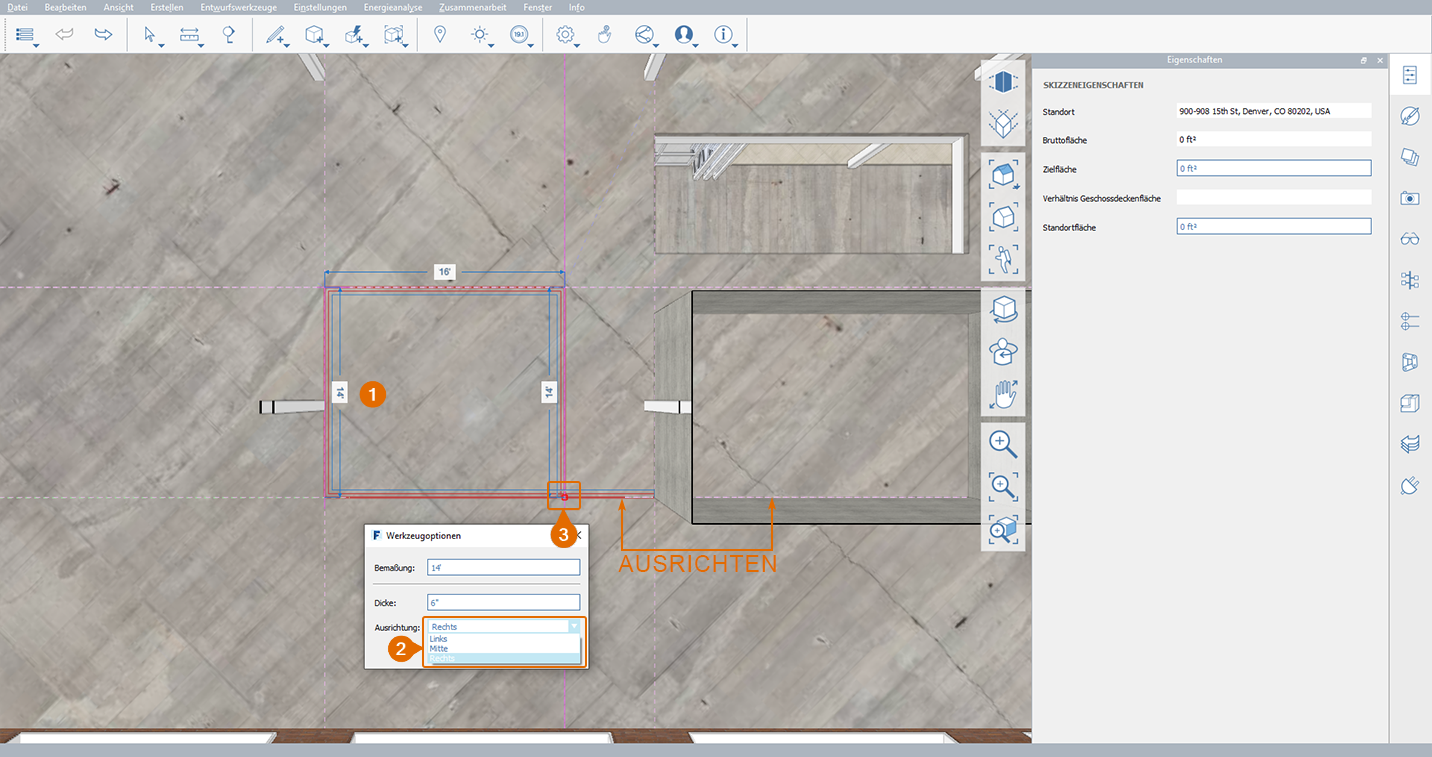 Datei Bearbeiten Ansicht Erstellen Entwurfswerkzeuge Einstellungen Energieanalyse Zusammenarbeit Fenster Info
19.1
Eigenschaften
SKIZZENEIGENSCHAFTEN
Standort 900-908 15th St, Denver, CO 80202, USA
Bruttofläche 0 ft²
Zielfläche 0 ft²
Verhältnis Geschossdeckenfläche
Standortfläche 0 ft²
16'
14'
1
14'
3
F Werkzeugoptionen
Bemaßung: 14'
Dicke: 6"
Ausrichtung: Rechts
Links
2
Mitte
Rechts
AUSRICHTEN